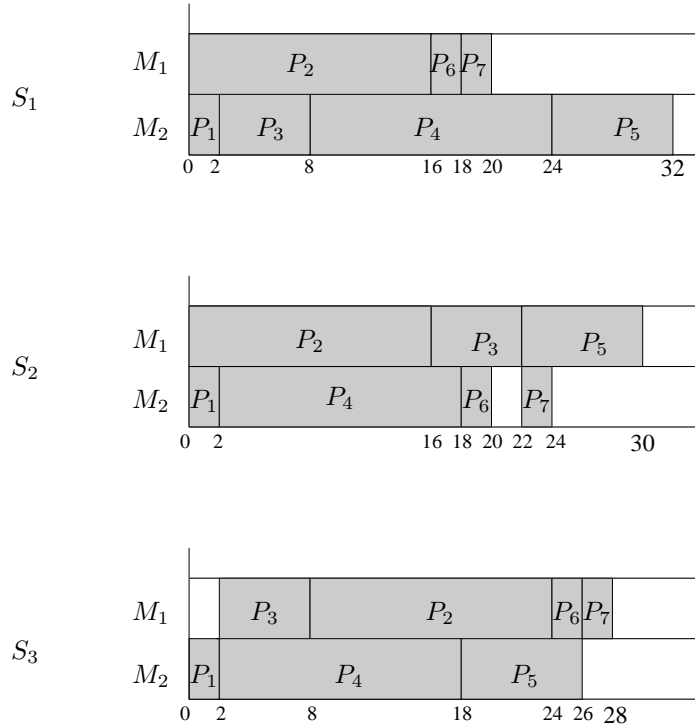 M₁ P₂ P₆ P₇
S₁
M₂ P₁ P₃ P₄ P₅
0 2 8 16 18 20 24 32
M₁ P₂ P₃ P₅
S₂
M₂ P₁ P₄ P₆ P₇
0 2 16 18 20 22 24 30
M₁ P₃ P₂ P₆ P₇
S₃
M₂ P₁ P₄ P₅
0 2 8 18 24 26 28